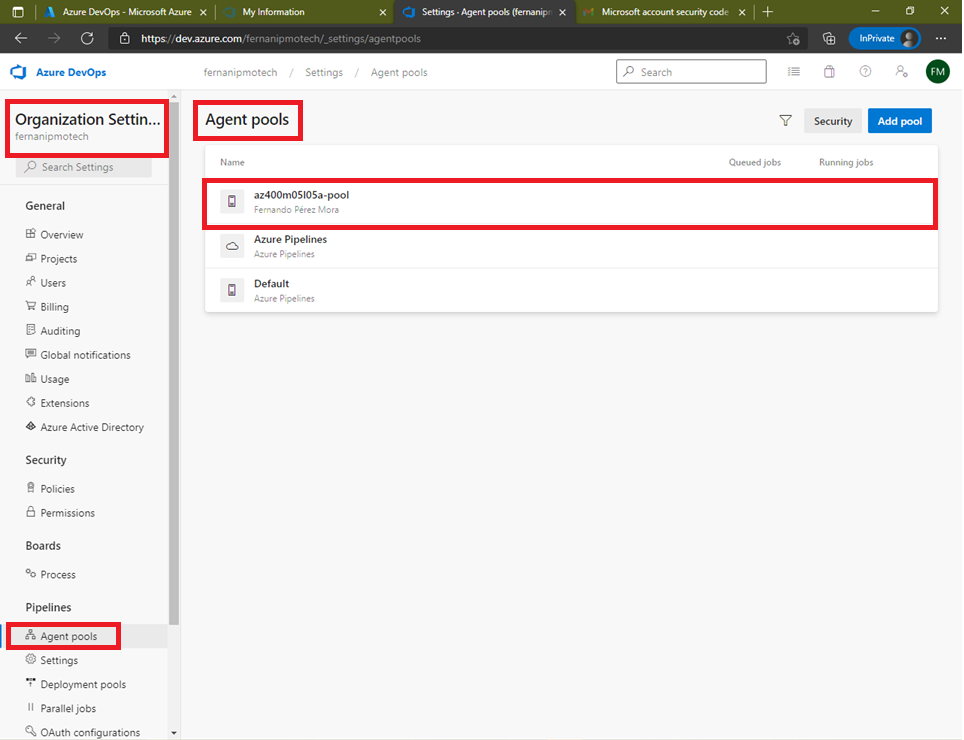 Azure DevOps - Microsoft Azure
My Information
Settings · Agent pools (fernanipm
Microsoft account security code
https://dev.azure.com/fernanipmotech/_settings/agentpools
InPrivate
Azure DevOps
fernanipmotech / Settings / Agent pools
Search
FM
Organization Settin...
fernanipmotech
Search Settings
General
Overview
Projects
Users
Billing
Auditing
Global notifications
Usage
Extensions
Azure Active Directory
Security
Policies
Permissions
Boards
Process
Pipelines
Agent pools
Settings
Deployment pools
Parallel jobs
OAuth configurations
Agent pools
Security
Add pool
Name Queued jobs Running jobs
az400m05l05a-pool
Fernando Pérez Mora
Azure Pipelines
Azure Pipelines
Default
Azure Pipelines